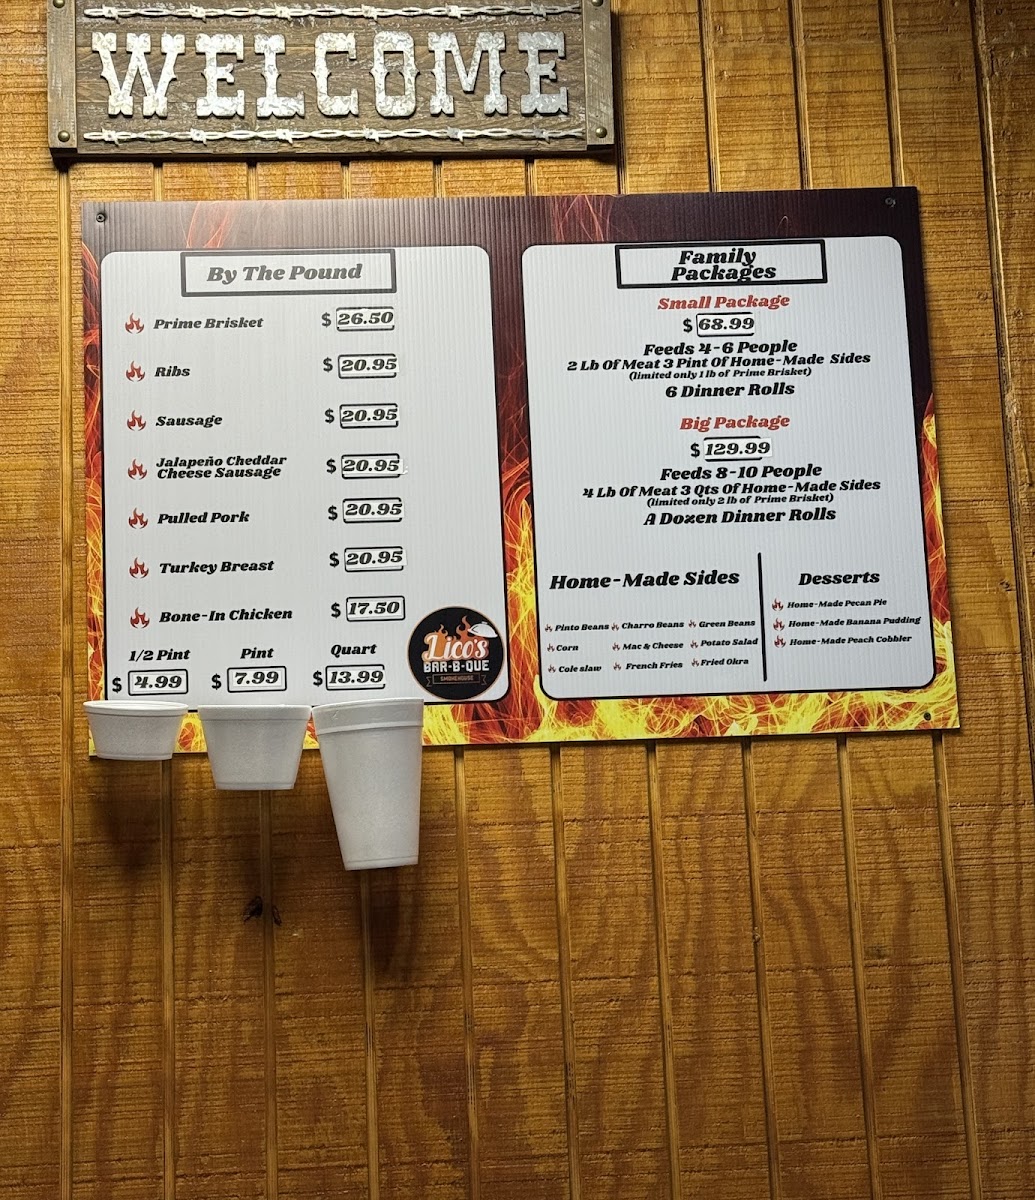 WELCOME
By The Pound
Prime Brisket $ 26.50
Ribs $ 20.95
Sausage $ 20.95
Jalapeño Cheddar
Cheese Sausage $ 20.95
Pulled Pork $ 20.95
Turkey Breast $ 20.95
Bone-In Chicken $ 17.50
1/2 Pint Pint Quart
$ 4.99 $ 7.99 $ 13.99
Lico's
BAR-B-QUE
SMOKEHOUSE
Family
Packages
Small Package
$ 68.99
Feeds 4-6 People
2 Lb Of Meat 3 Pint Of Home-Made Sides
(limited only 1 lb of Prime Brisket)
6 Dinner Rolls
Big Package
$ 129.99
Feeds 8-10 People
4 Lb Of Meat 3 Qts Of Home-Made Sides
(limited only 2 lb of Prime Brisket)
A Dozen Dinner Rolls
Home-Made Sides
Pinto Beans Charro Beans Green Beans
Corn Mac & Cheese Potato Salad
Cole slaw French Fries Fried Okra
Desserts
Home-Made Pecan Pie
Home-Made Banana Pudding
Home-Made Peach Cobbler